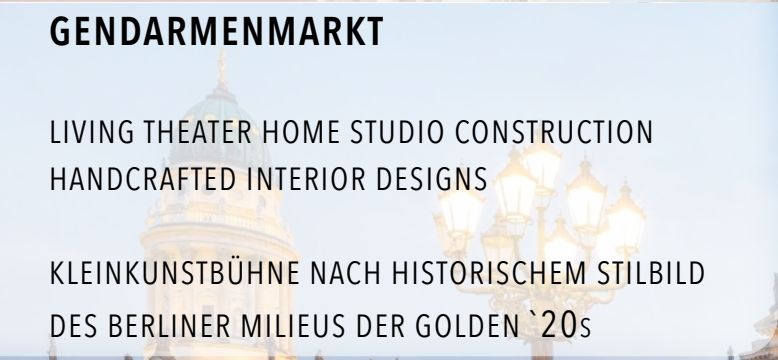 GENDARMENMARKT
LIVING THEATER HOME STUDIO CONSTRUCTION
HANDCRAFTED INTERIOR DESIGNS
KLEINKUNSTBÜHNE NACH HISTORISCHEM STILBILD
DES BERLINER MILIEUS DER GOLDEN `20s